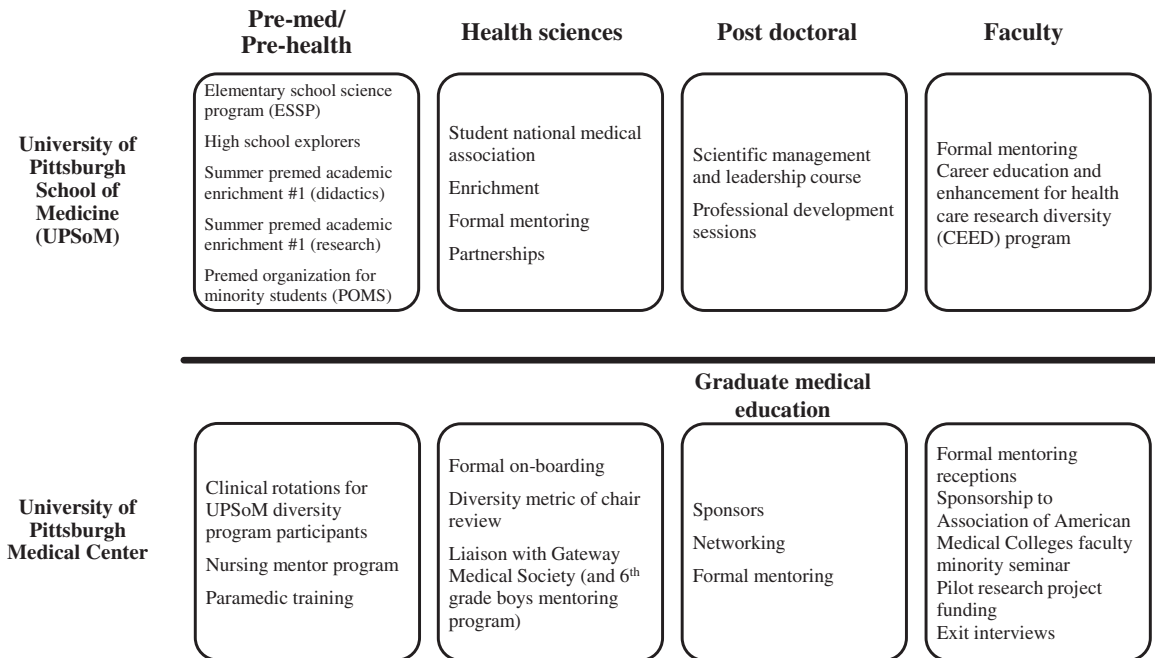 Pre-med/
Pre-health
Health sciences
Post doctoral
Faculty
University of
Pittsburgh
School of
Medicine
(UPSoM)
Elementary school science
program (ESSP)
High school explorers
Summer premed academic
enrichment #1 (didactics)
Summer premed academic
enrichment #1 (research)
Premed organization for
minority students (POMS)
Student national medical
association
Enrichment
Formal mentoring
Partnerships
Scientific management
and leadership course
Professional development
sessions
Formal mentoring
Career education and
enhancement for health
care research diversity
(CEED) program
Graduate medical
education
University of
Pittsburgh
Medical Center
Clinical rotations for
UPSoM diversity
program participants
Nursing mentor program
Paramedic training
Formal on-boarding
Diversity metric of chair
review
Liaison with Gateway
Medical Society (and 6th
grade boys mentoring
program)
Sponsors
Networking
Formal mentoring
Formal mentoring
receptions
Sponsorship to
Association of American
Medical Colleges faculty
minority seminar
Pilot research project
funding
Exit interviews